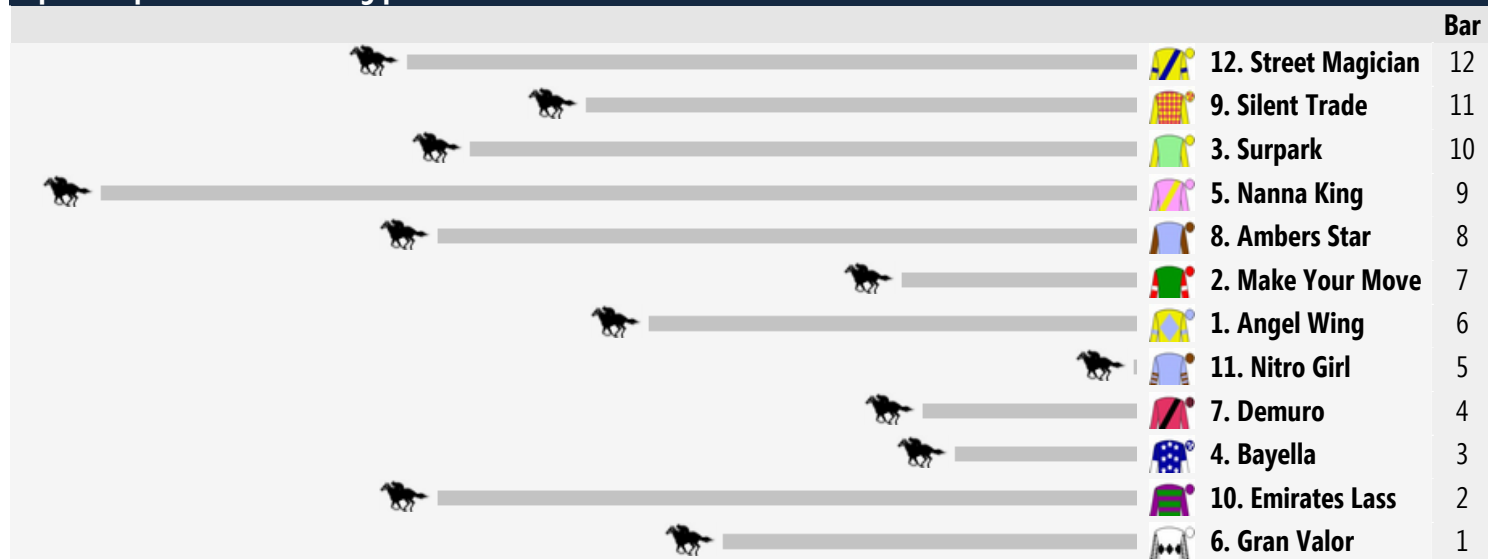 Bar
12. Street Magician 12
9. Silent Trade 11
3. Surpark 10
5. Nanna King 9
8. Ambers Star 8
2. Make Your Move 7
1. Angel Wing 6
11. Nitro Girl 5
7. Demuro 4
4. Bayella 3
10. Emirates Lass 2
6. Gran Valor 1